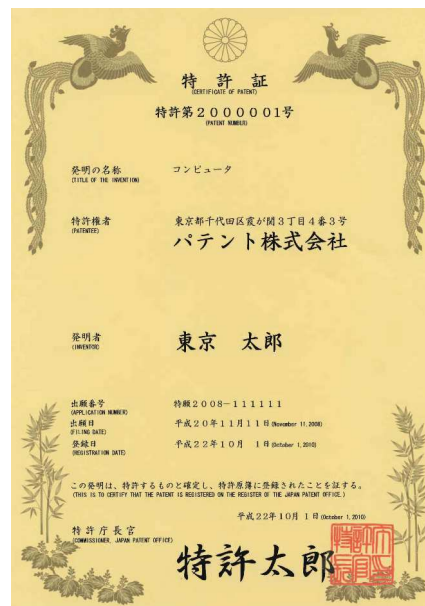 特許証
(CERTIFICATE OF PATENT)
特許第2000001号
(PATENT NUMBER)
発明の名称 コンピュータ
(TITLE OF THE INVENTION)
特許権者 東京都千代田区霞が関3丁目4番3号
(PATENTEE) パテント株式会社
発明者 東京 太郎
(INVENTOR)
出願番号 特願2008-111111
(APPLICATION NUMBER)
出願日 平成20年11月11日(November 11,2008)
(FILING DATE)
登録日 平成22年10月 1日(October 1,2010)
(REGISTRATION DATE)
この発明は、特許するものと確定し、特許原簿に登録されたことを証する。
(THIS IS TO CERTIFY THAT THE PATENT IS REGISTERED ON THE REGISTER OF THE JAPAN PATENT OFFICE.)
平成22年10月 1日(October 1,2010)
特許庁長官
(COMMISSIONER, JAPAN PATENT OFFICE)
特許太郎